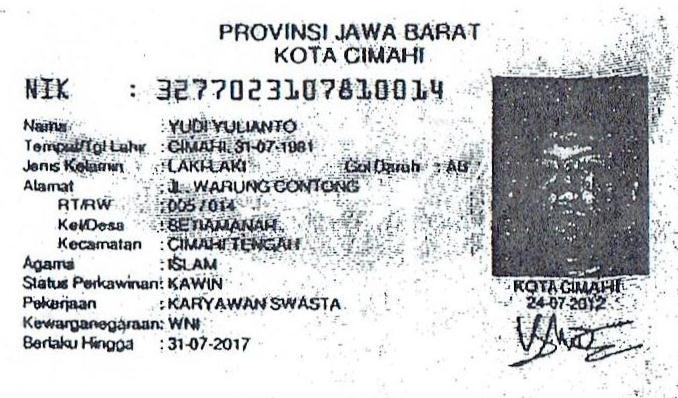 PROVINSI JAWA BARAT
KOTA CIMAHI
NIK : 3277023107810014
Nama : YUDI YULIANTO
Tempat/Tgl Lahir : CIMAHI, 31-07-1981
Jenis Kelamin : LAKI-LAKI Gol Darah : AB
Alamat : JL. WARUNG CONTONG
RT/RW : 005 / 014
Kel/Desa : SETIAMANAH
Kecamatan : CIMAHI TENGAH
Agama : ISLAM
Status Perkawinan: KAWIN
Pekerjaan : KARYAWAN SWASTA
Kewarganegaraan: WNI
Berlaku Hingga : 31-07-2017
KOTA CIMAHI
24-07-2012